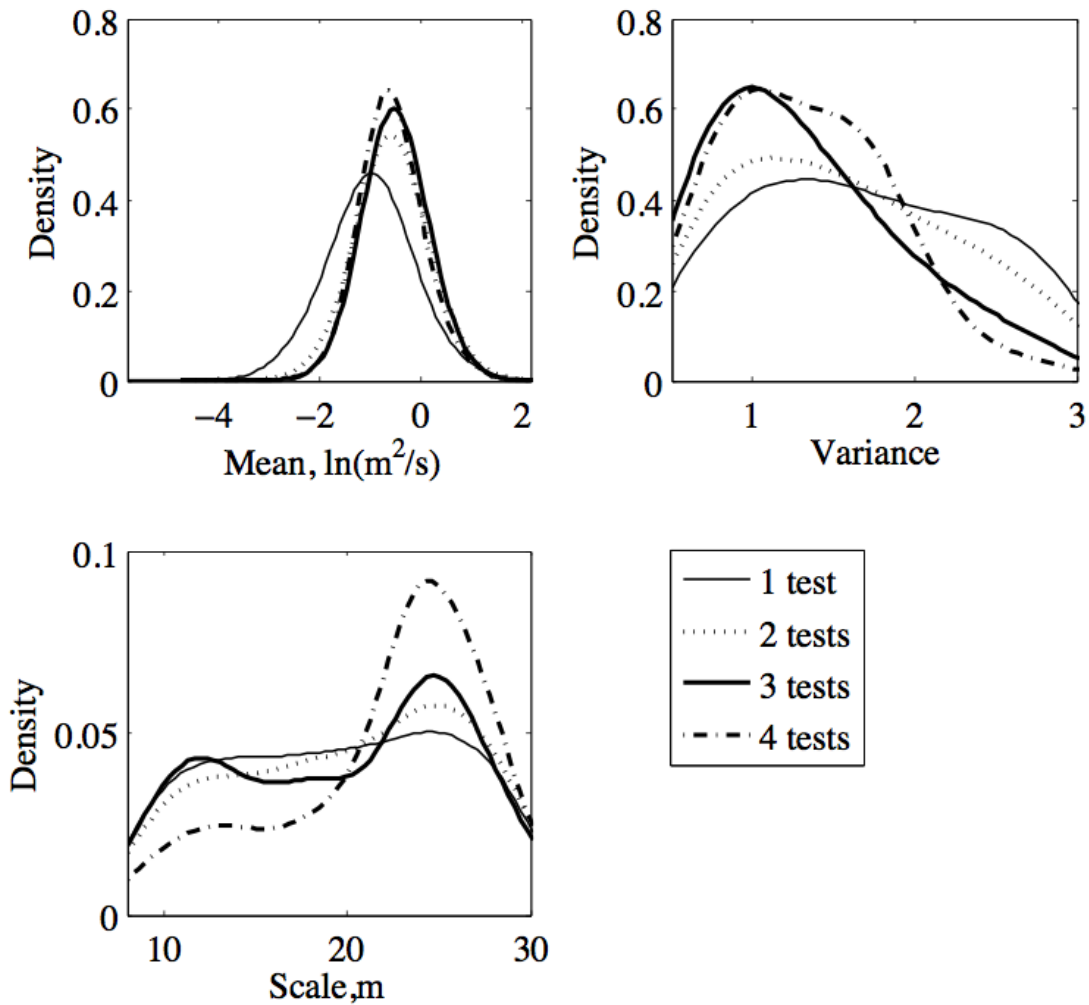 0.8
0.6
0.4
0.2
0
Density
−4 −2 0 2
Mean, ln(m²/s)
0.8
0.6
0.4
0.2
0
Density
1 2 3
Variance
0.1
0.05
0
Density
10 20 30
Scale,m
1 test
2 tests
3 tests
4 tests